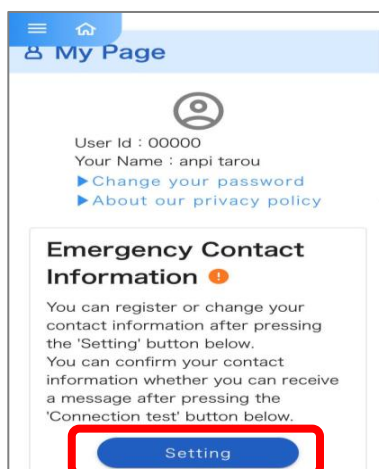 My Page
User Id : 00000
Your Name : anpi tarou
▶Change your password
▶About our privacy policy
Emergency Contact
Information !
You can register or change your
contact information after pressing
the 'Setting' button below.
You can confirm your contact
information whether you can receive
a message after pressing the
'Connection test' button below.
Setting